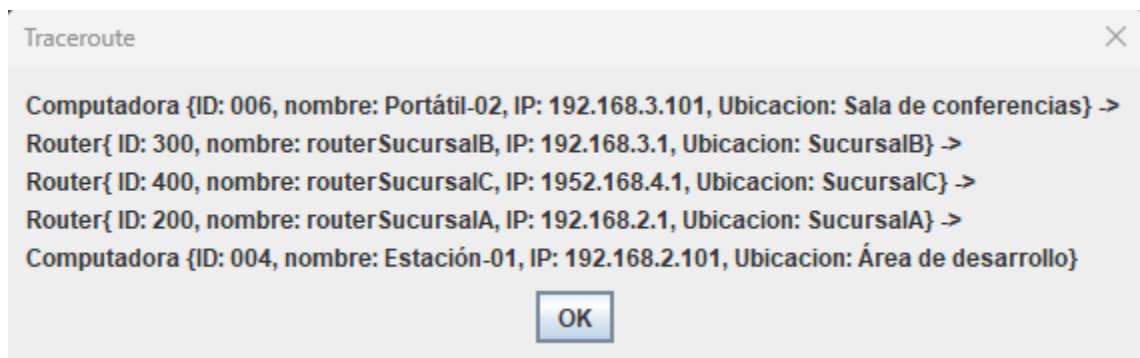 Traceroute
Computadora {ID: 006, nombre: Portátil-02, IP: 192.168.3.101, Ubicacion: Sala de conferencias} ->
Router{ ID: 300, nombre: routerSucursalB, IP: 192.168.3.1, Ubicacion: SucursalB} ->
Router{ ID: 400, nombre: routerSucursalC, IP: 1952.168.4.1, Ubicacion: SucursalC} ->
Router{ ID: 200, nombre: routerSucursalA, IP: 192.168.2.1, Ubicacion: SucursalA} ->
Computadora {ID: 004, nombre: Estación-01, IP: 192.168.2.101, Ubicacion: Área de desarrollo}
OK